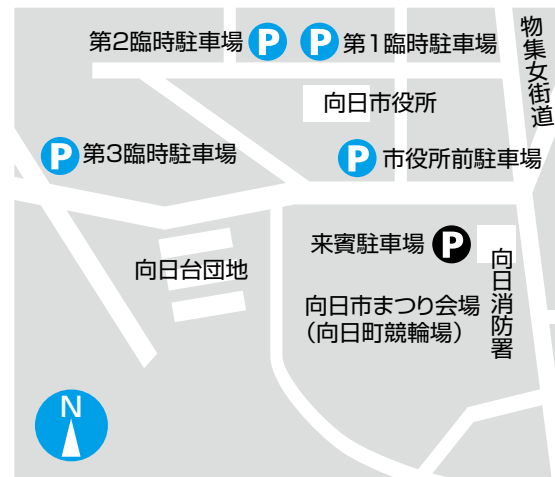 第2臨時駐車場 P
P 第1臨時駐車場
物集女街道
向日市役所
P 第3臨時駐車場
P 市役所前駐車場
来賓駐車場 P
向日消防署
向日台団地
向日市まつり会場
(向日町競輪場)
N